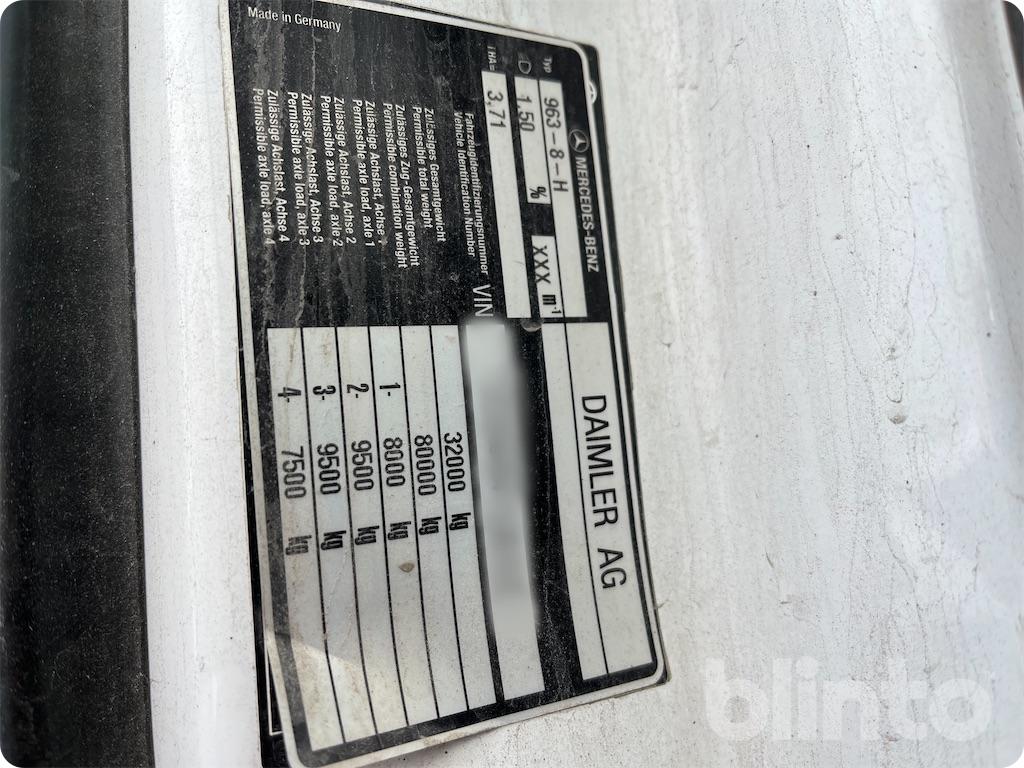 MERCEDES-BENZ
DAIMLER AG
Typ 963-8-H
1,50 % XXX m-1
iHA= 3,71
Fahrzeugidentifizierungsnummer
Vehicle Identification Number VIN
Zulässiges Gesamtgewicht
Permissible total weight 32000 kg
Zulässiges Zug-Gesamtgewicht
Permissible combination weight 80000 kg
Zulässige Achslast, Achse 1
Permissible axle load, axle 1 1- 8000 kg
Zulässige Achslast, Achse 2
Permissible axle load, axle 2 2- 9500 kg
Zulässige Achslast, Achse 3
Permissible axle load, axle 3 3- 9500 kg
Zulässige Achslast, Achse 4
Permissible axle load, axle 4 4- 7500 kg
Made in Germany
blinto